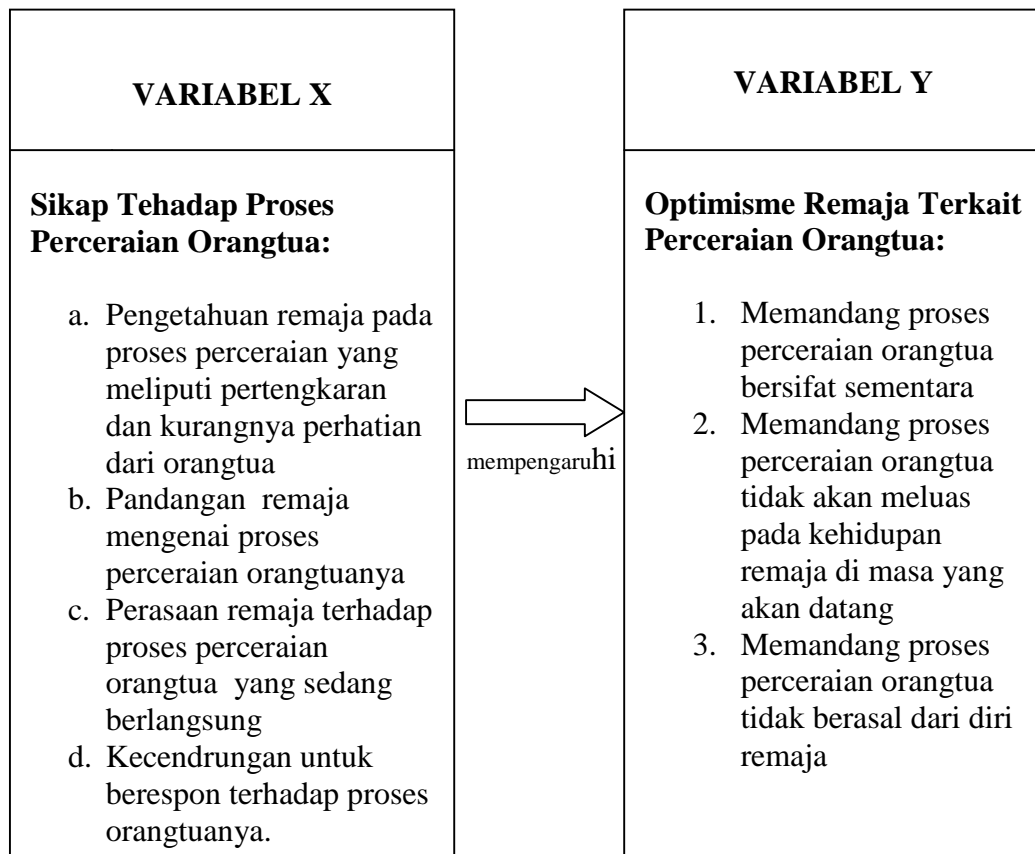 VARIABEL X
Sikap Tehadap Proses
Perceraian Orangtua:
a. Pengetahuan remaja pada
proses perceraian yang
meliputi pertengkaran
dan kurangnya perhatian
dari orangtua
b. Pandangan remaja
mengenai proses
perceraian orangtuanya
c. Perasaan remaja terhadap
proses perceraian
orangtua yang sedang
berlangsung
d. Kecendrungan untuk
berespon terhadap proses
orangtuanya.
mempengaruhi
VARIABEL Y
Optimisme Remaja Terkait
Perceraian Orangtua:
1. Memandang proses
perceraian orangtua
bersifat sementara
2. Memandang proses
perceraian orangtua
tidak akan meluas
pada kehidupan
remaja di masa yang
akan datang
3. Memandang proses
perceraian orangtua
tidak berasal dari diri
remaja